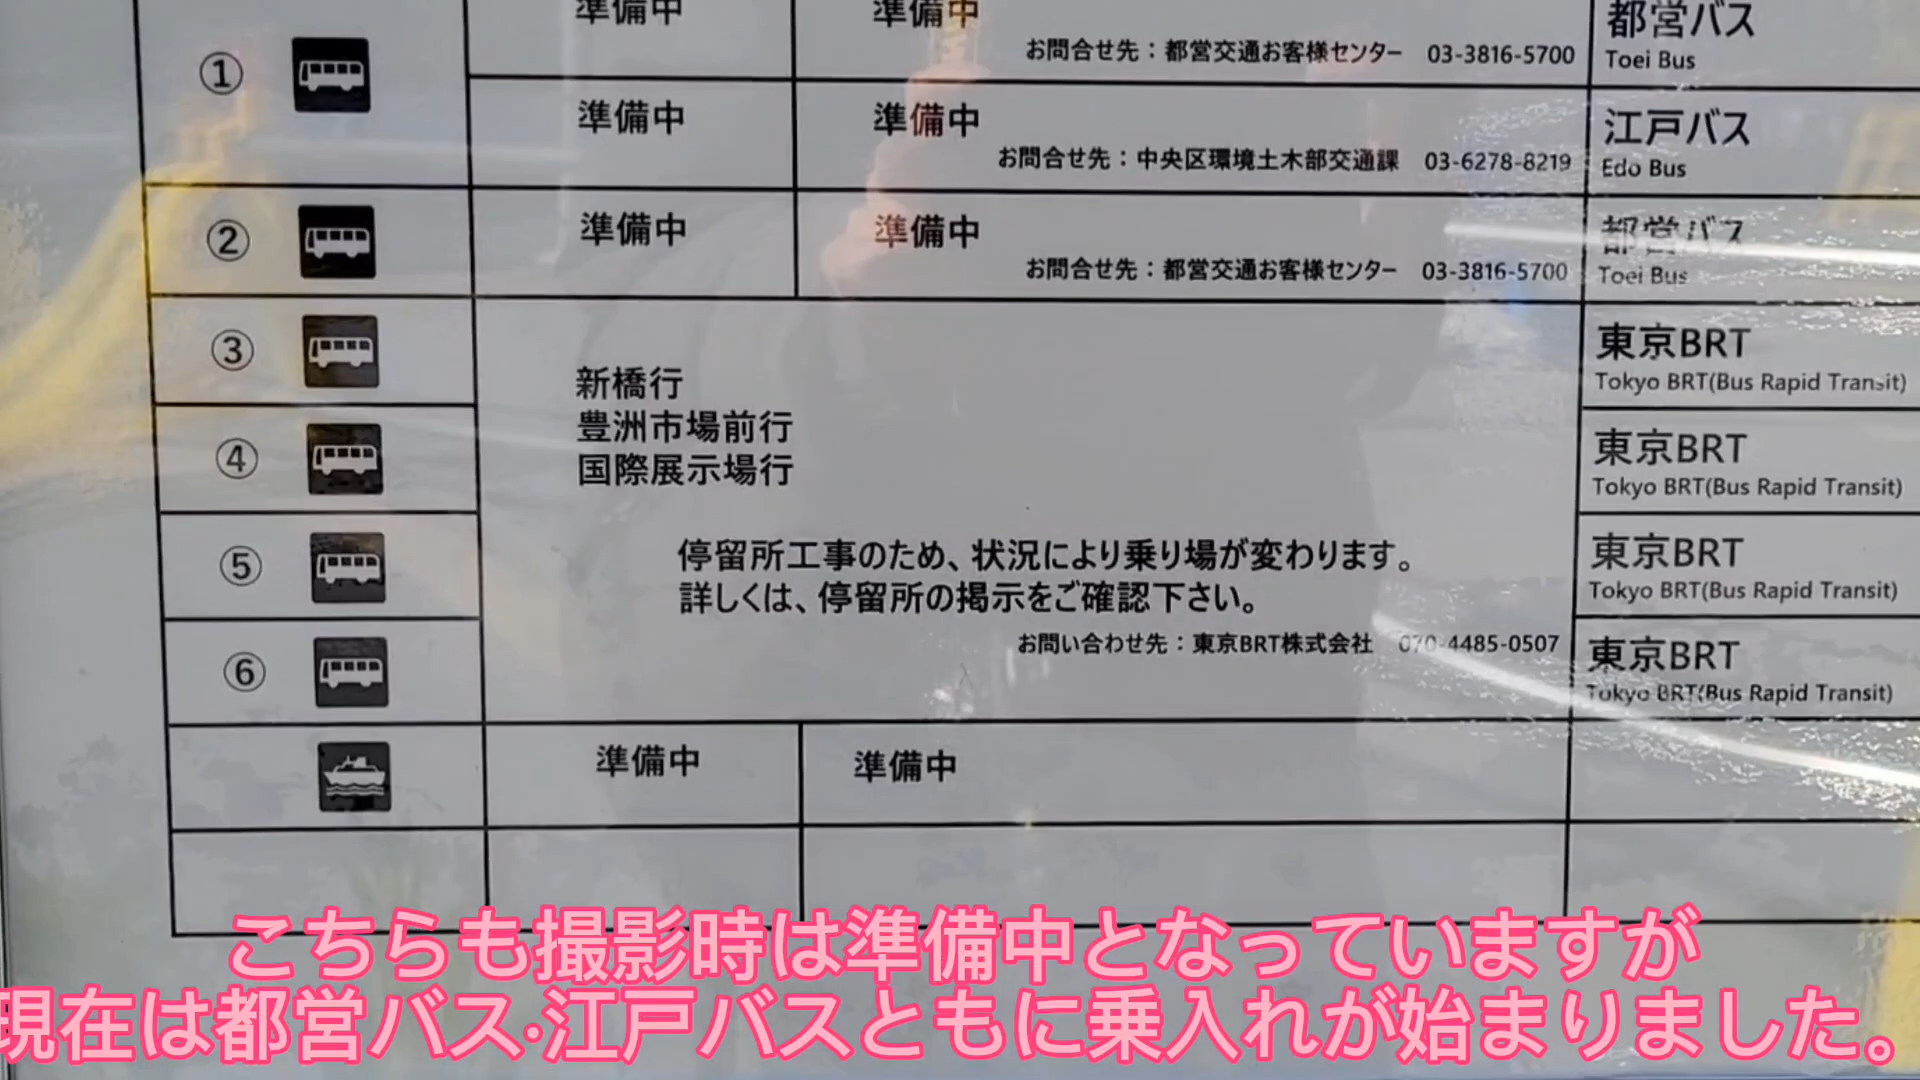 準備中 準備中 都営バス
お問合せ先：都営交通お客様センター 03-3816-5700 Toei Bus
①
準備中 準備中 江戸バス
お問合せ先：中央区環境土木部交通課 03-6278-8219 Edo Bus
② 準備中 準備中 都営バス
お問合せ先：都営交通お客様センター 03-3816-5700 Toei Bus
③ 東京BRT
Tokyo BRT(Bus Rapid Transit)
新橋行
豊洲市場前行
国際展示場行
④ 東京BRT
Tokyo BRT(Bus Rapid Transit)
停留所工事のため、状況により乗り場が変わります。
詳しくは、停留所の掲示をご確認下さい。
⑤ 東京BRT
Tokyo BRT(Bus Rapid Transit)
お問い合わせ先：東京BRT株式会社 070-4485-0507
⑥ 東京BRT
Tokyo BRT(Bus Rapid Transit)
準備中 準備中
こちらも撮影時は準備中となっていますが
現在は都営バス・江戸バスともに乗入れが始まりました。